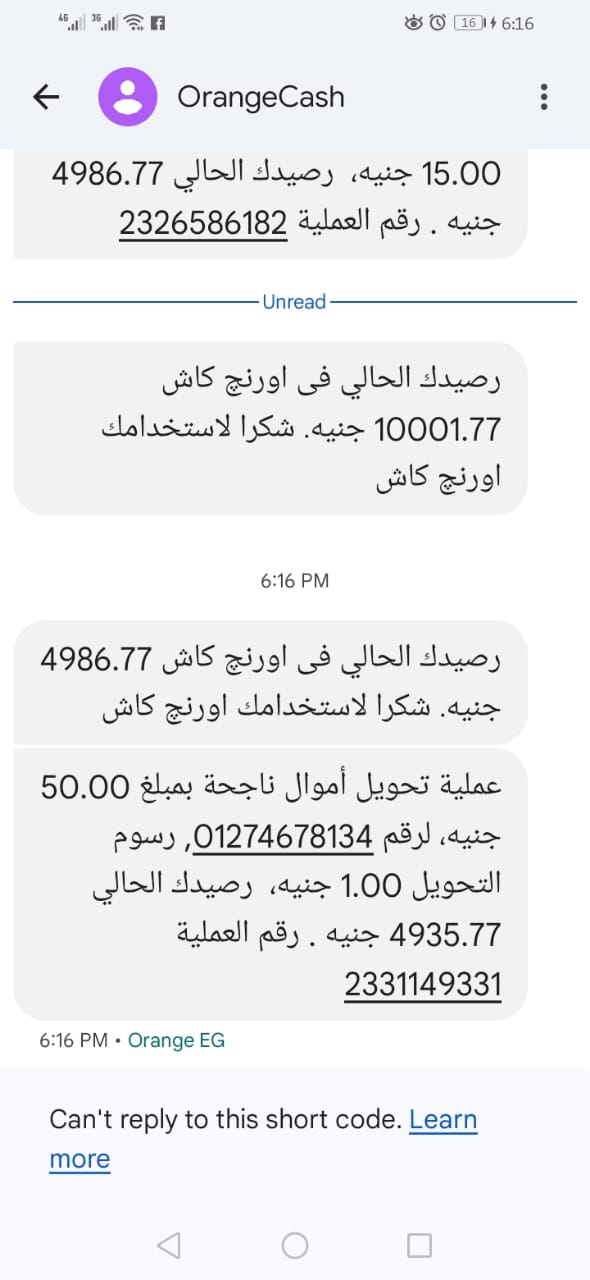 4G 3G 16 6:16
OrangeCash
15.00 جنيه، رصيدك الحالي 4986.77
جنيه . رقم العملية 2326586182
Unread
رصيدك الحالي فى اورنچ كاش
10001.77 جنيه. شكرا لاستخدامك
اورنچ كاش
6:16 PM
رصيدك الحالي فى اورنچ كاش 4986.77
جنيه. شكرا لاستخدامك اورنچ كاش
عملية تحويل أموال ناجحة بمبلغ 50.00
جنيه، لرقم 01274678134, رسوم
التحويل 1.00 جنيه، رصيدك الحالي
4935.77 جنيه . رقم العملية
2331149331
6:16 PM • Orange EG
Can't reply to this short code. Learn
more